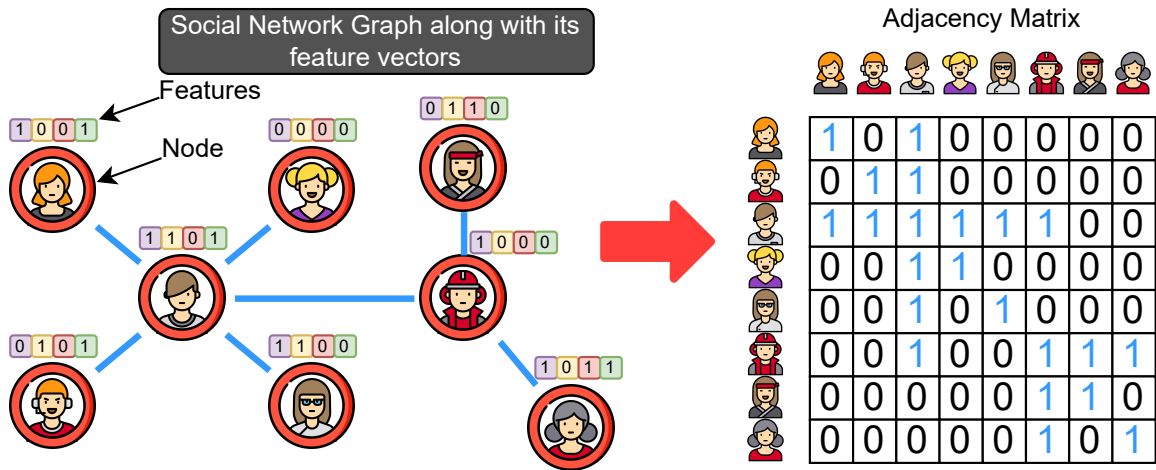 Social Network Graph along with its
feature vectors
Adjacency Matrix
Features
Node
1 0 0 1
0 0 0 0
0 1 1 0
1 1 0 1
1 0 0 0
0 1 0 1
1 1 0 0
1 0 1 1
1 0 1 0 0 0 0 0
0 1 1 0 0 0 0 0
1 1 1 1 1 1 0 0
0 0 1 1 0 0 0 0
0 0 1 0 1 0 0 0
0 0 1 0 0 1 1 1
0 0 0 0 0 1 1 0
0 0 0 0 0 1 0 1